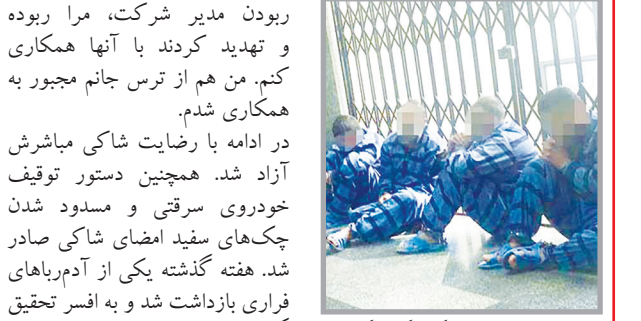 ربودن مدیر شرکت، مرا ربوده
و تهدید کردند با آنها همکاری
کنم. من هم از ترس جانم مجبور به
همکاری شدم.
در ادامه با رضایت شاکی مباشرش
آزاد شد. همچنین دستور توقیف
خودروی سرقتی و مسدود شدن
چک‌های سفید امضای شاکی صادر
شد. هفته گذشته یکی از آدم‌رباهای
فراری بازداشت شد و به افسر تحقیق